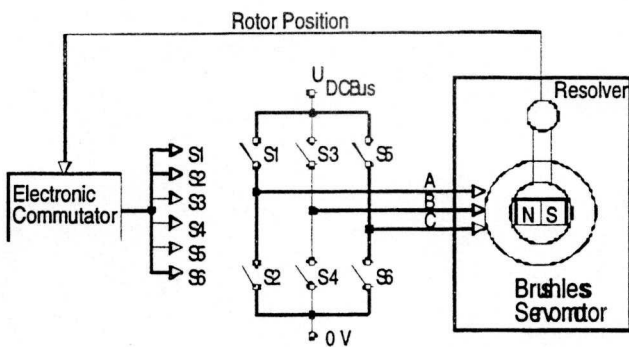 Rotor Position
U
DCBus
Resolver
S1
S2
S3
S4
S5
S6
Electronic
Commutator
S1
S3
S5
A
B
C
N S
S2
S4
S6
0 V
Brushless
Servomotor